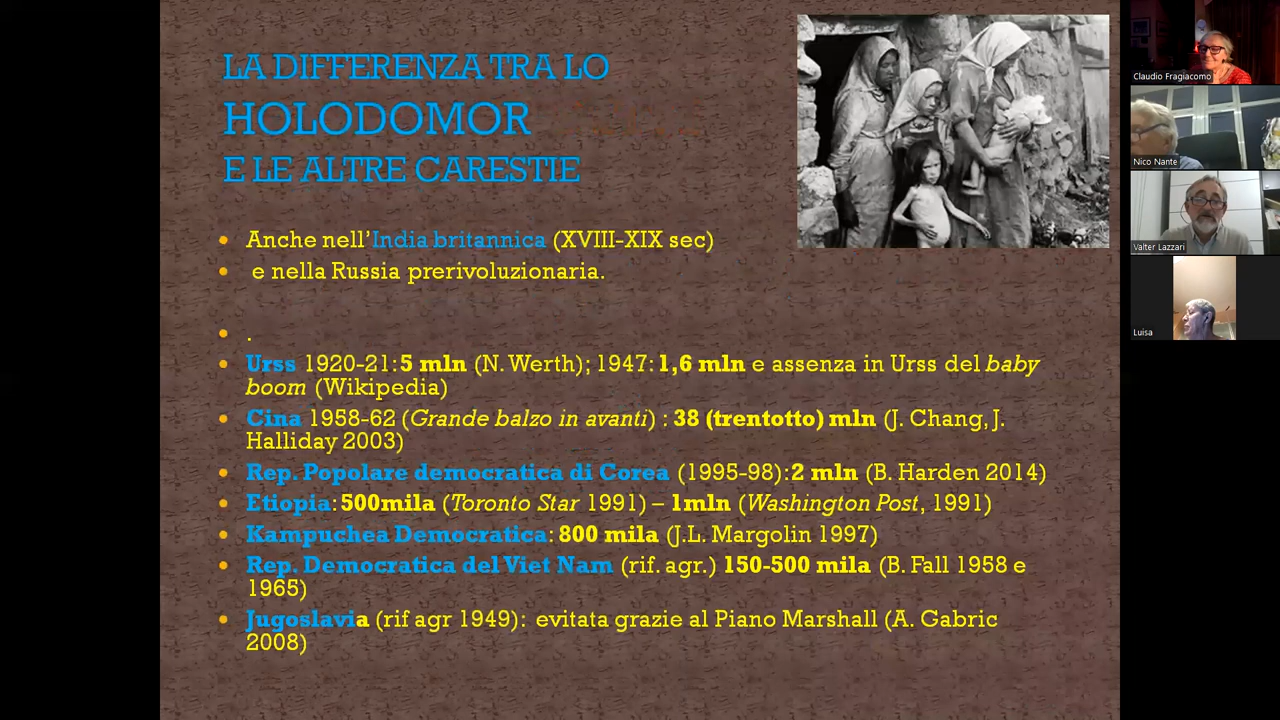 LA DIFFERENZA TRA LO
HOLODOMOR
E LE ALTRE CARESTIE
• Anche nell'India britannica (XVIII-XIX sec)
• e nella Russia prerivoluzionaria.
• .
• Urss 1920-21: 5 mln (N. Werth); 1947: 1,6 mln e assenza in Urss del baby
boom (Wikipedia)
• Cina 1958-62 (Grande balzo in avanti) : 38 (trentotto) mln (J. Chang, J.
Halliday 2003)
• Rep. Popolare democratica di Corea (1995-98): 2 mln (B. Harden 2014)
• Etiopia: 500mila (Toronto Star 1991) – 1mln (Washington Post, 1991)
• Kampuchea Democratica: 800 mila (J.L. Margolin 1997)
• Rep. Democratica del Viet Nam (rif. agr.) 150-500 mila (B. Fall 1958 e
1965)
• Jugoslavia (rif agr 1949): evitata grazie al Piano Marshall (A. Gabric
2008)
Claudio Fragiacomo
Nico Nante
Valter Lazzari
Luisa